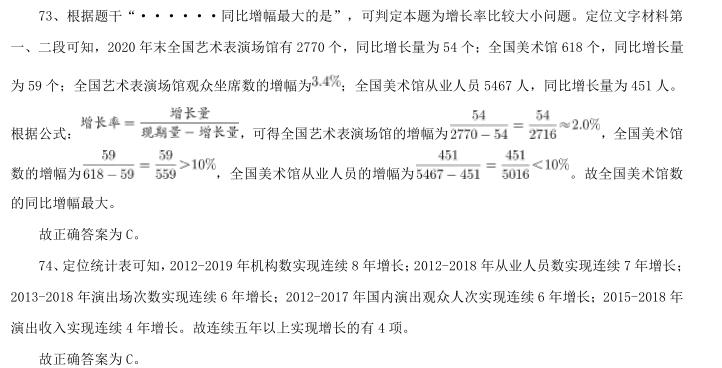 73、根据题干“······同比增幅最大的是”，可判定本题为增长率比较大小问题。定位文字材料第
一、二段可知，2020 年末全国艺术表演场馆有 2770 个，同比增长量为 54 个；全国美术馆 618 个，同比增长量
为 59 个；全国艺术表演场馆观众坐席数的增幅为3.4%；全国美术馆从业人员 5467 人，同比增长量为 451 人。
根据公式：增长率＝增长量/(现期量－增长量)，可得全国艺术表演场馆的增幅为54/(2770－54)＝54/2716≈2.0%，全国美术馆
数的增幅为59/(618－59)＝59/559>10%，全国美术馆从业人员的增幅为451/(5467－451)＝451/5016<10%。故全国美术馆数
的同比增幅最大。
故正确答案为 C。
74、定位统计表可知，2012-2019 年机构数实现连续 8 年增长；2012-2018 年从业人员数实现连续 7 年增长；
2013-2018 年演出场次数实现连续 6 年增长；2012-2017 年国内演出观众人次实现连续 6 年增长；2015-2018 年
演出收入实现连续 4 年增长。故连续五年以上实现增长的有 4 项。
故正确答案为 C。